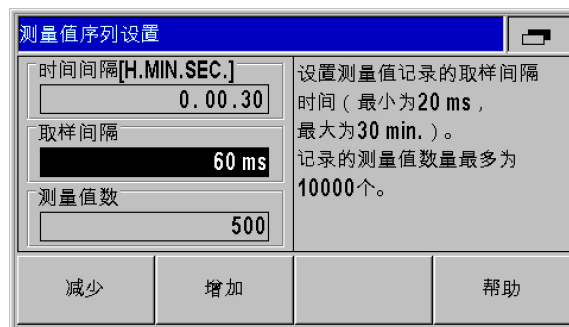 测量值序列设置
时间间隔[H.MIN.SEC.]
0.00.30
取样间隔
60 ms
测量值数
500
设置测量值记录的取样间隔
时间（最小为20 ms，
最大为30 min.）。
记录的测量值数量最多为
10000个。
减少
增加
帮助